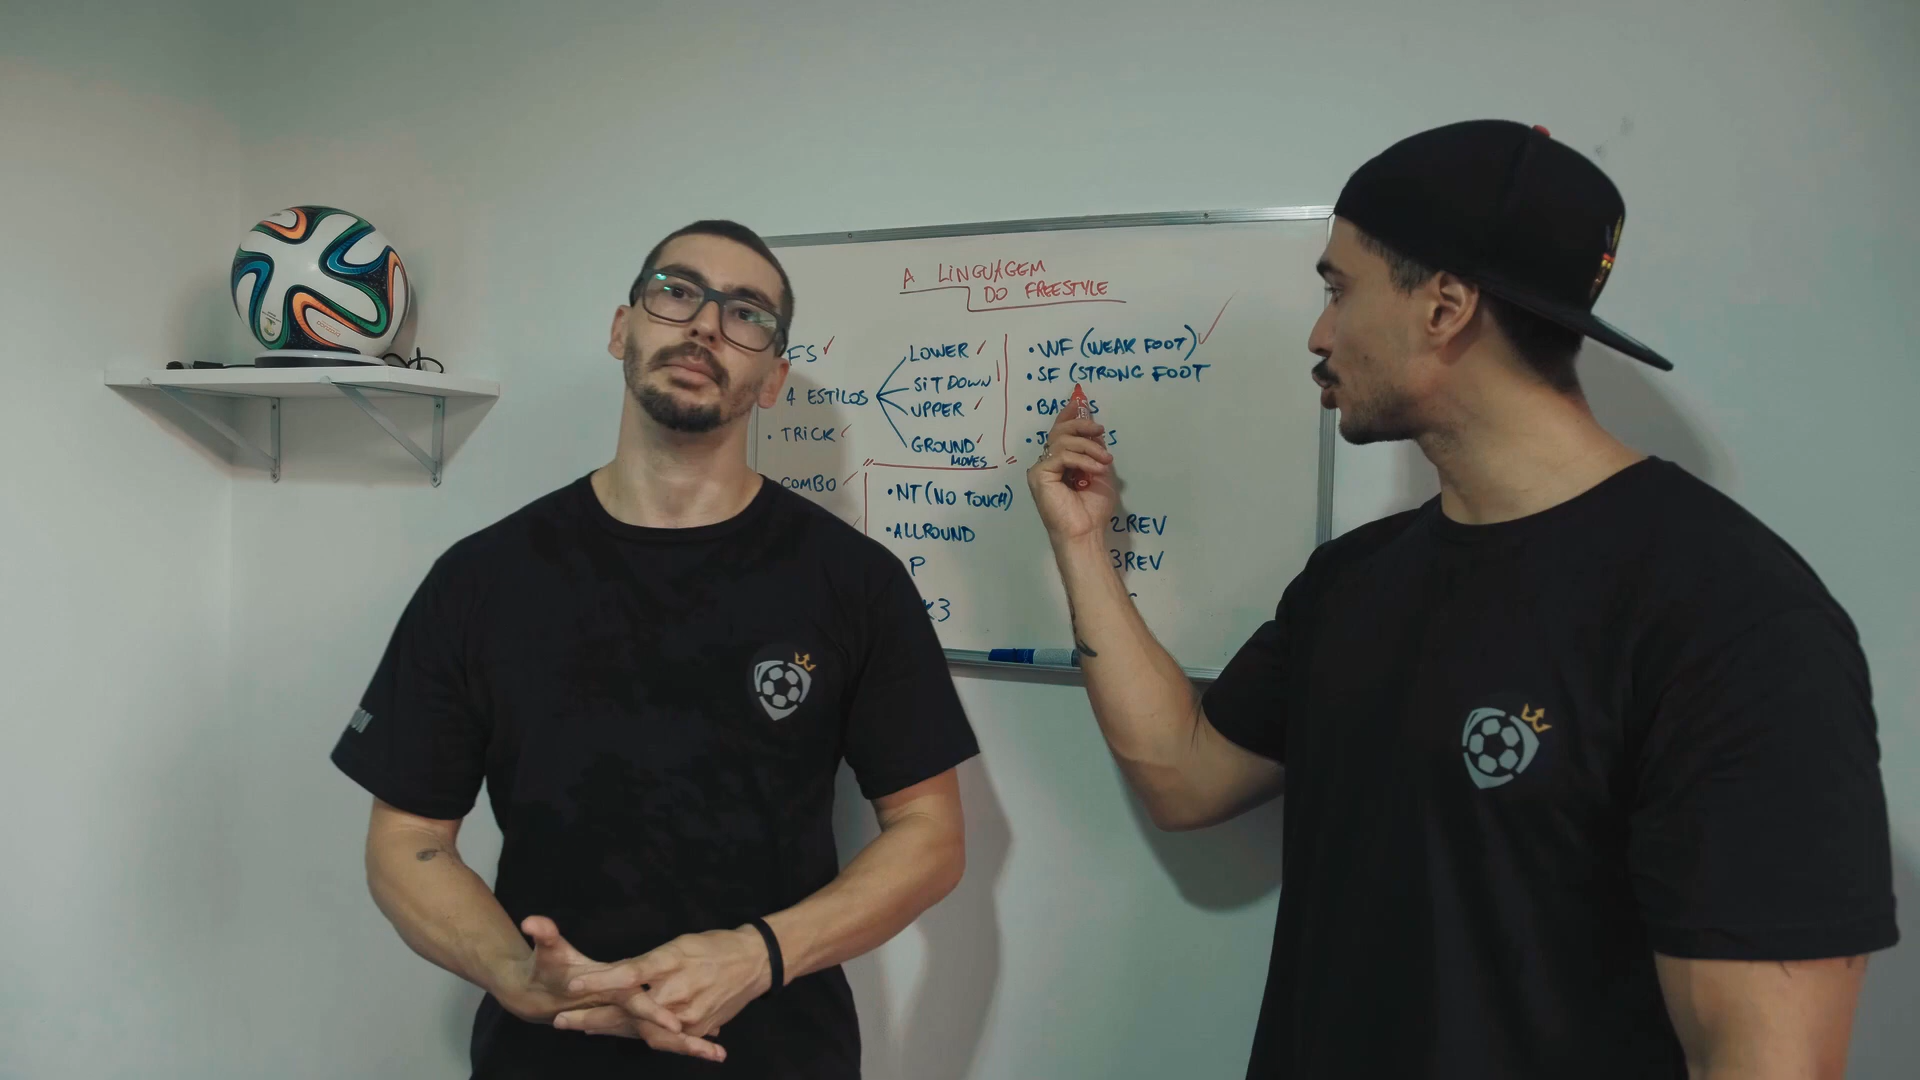 A LINGUAGEM
DO FREESTYLE
FS
4 ESTILOS
TRICK
COMBO
LOWER
SIT DOWN
UPPER
GROUND
MOVES
• WF (WEAK FOOT)
• SF (STRONG FOOT
• NT (NO TOUCH)
• ALLROUND
P
K3
2REV
3REV